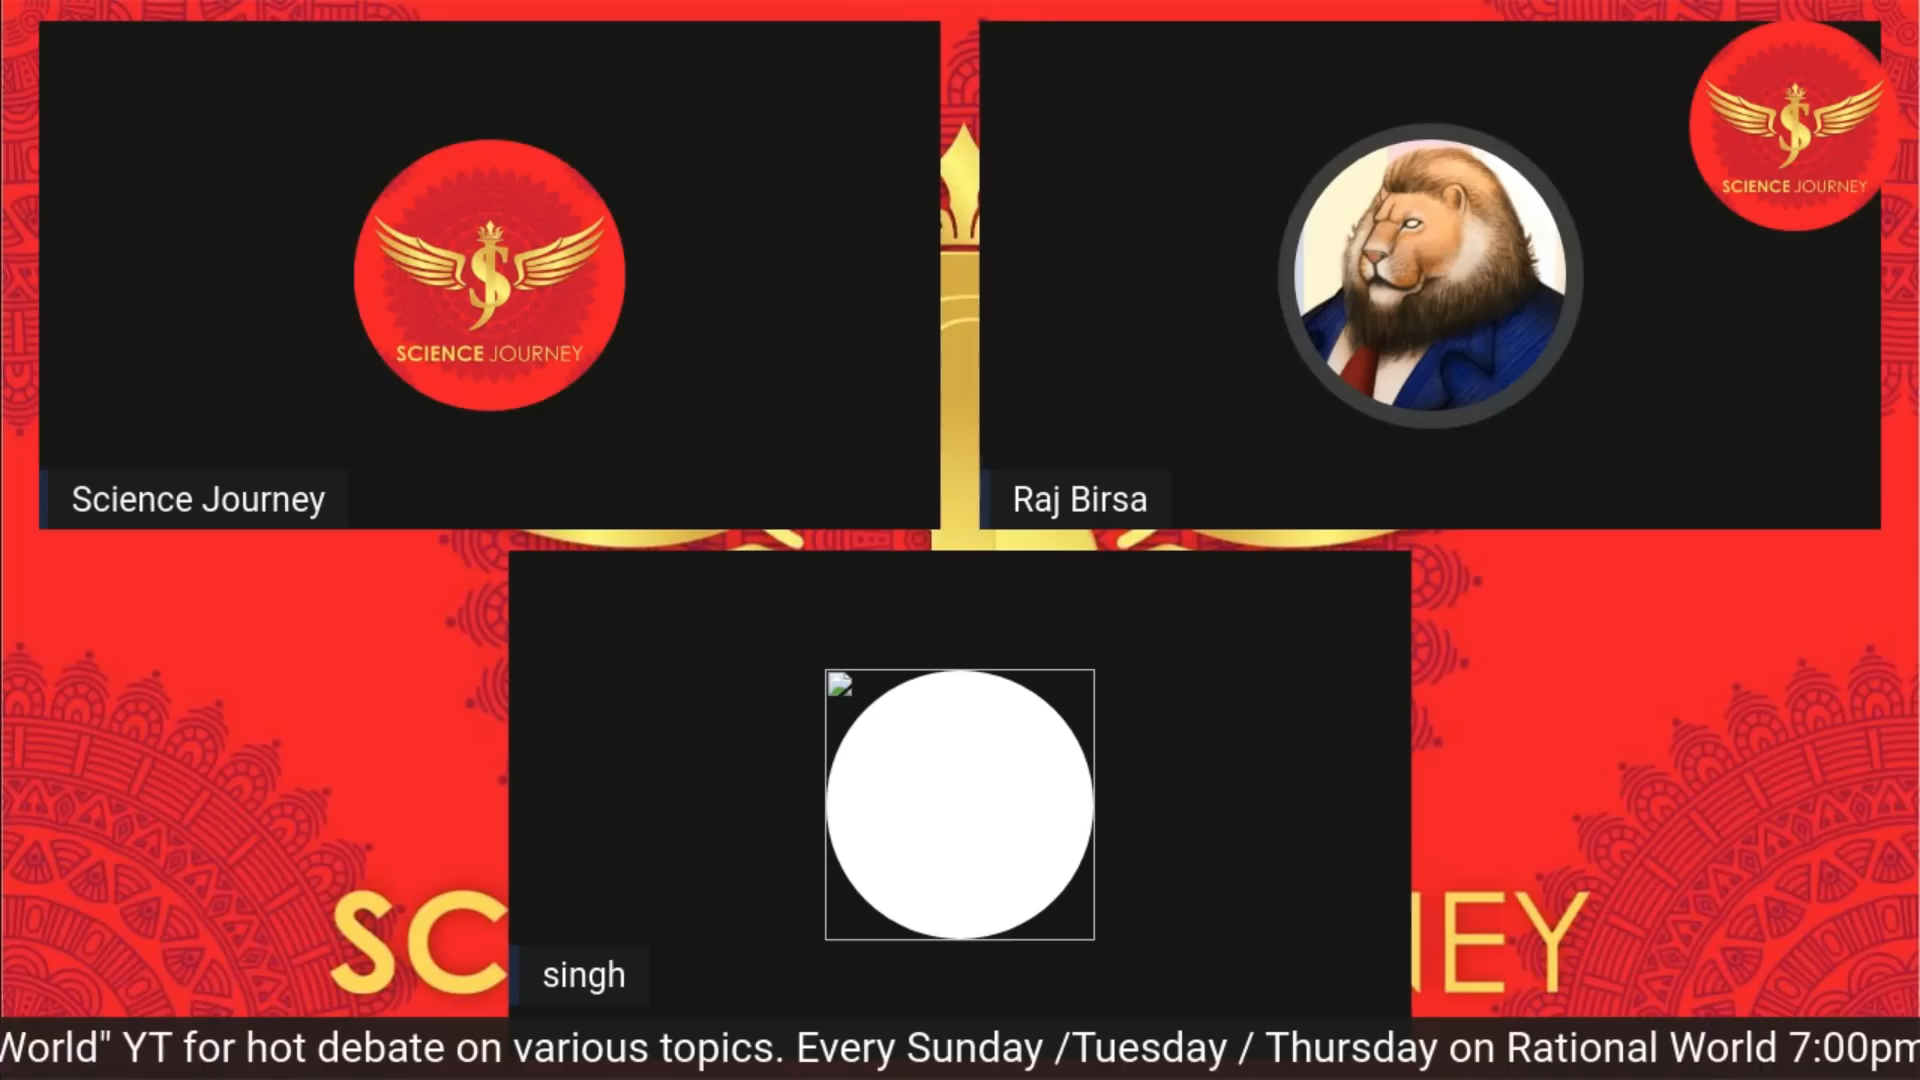 SCIENCE JOURNEY
SCIENCE JOURNEY
Science Journey
Raj Birsa
SC
NEY
singh
World" YT for hot debate on various topics. Every Sunday /Tuesday / Thursday on Rational World 7:00pm